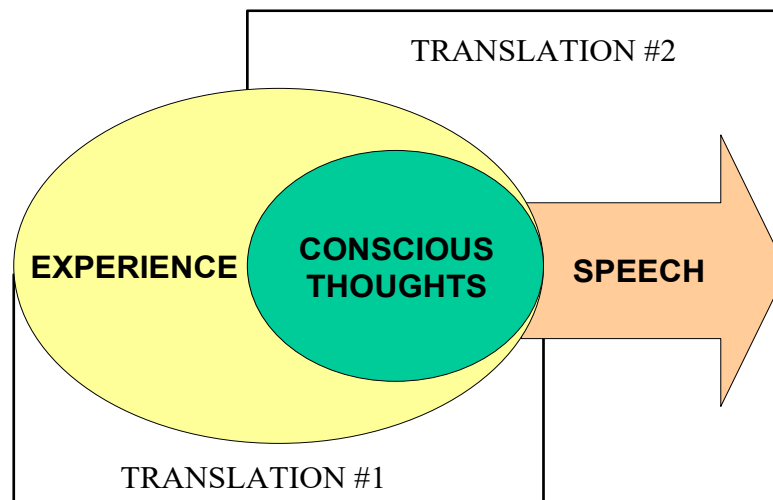 TRANSLATION #2
EXPERIENCE
CONSCIOUS
THOUGHTS
SPEECH
TRANSLATION #1